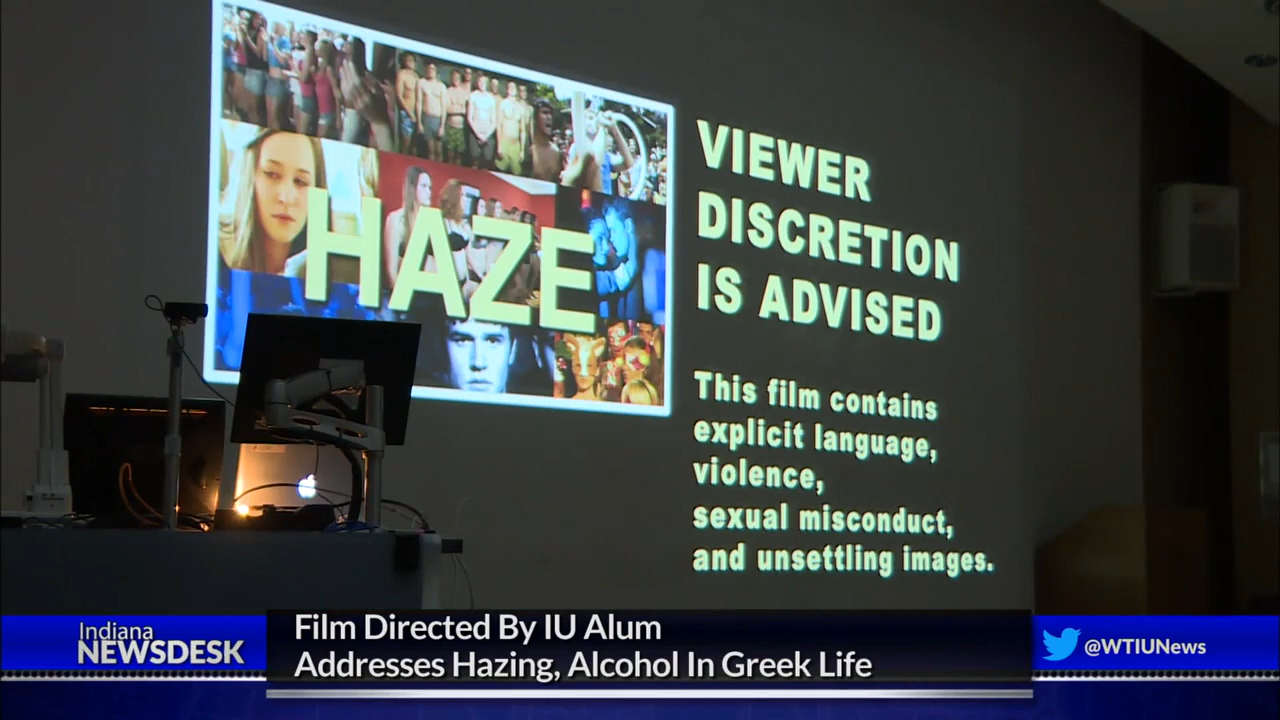 HAZE
VIEWER
DISCRETION
IS ADVISED
This film contains
explicit language,
violence,
sexual misconduct,
and unsettling images.
Indiana
NEWSDESK
Film Directed By IU Alum
Addresses Hazing, Alcohol In Greek Life
@WTIUNews